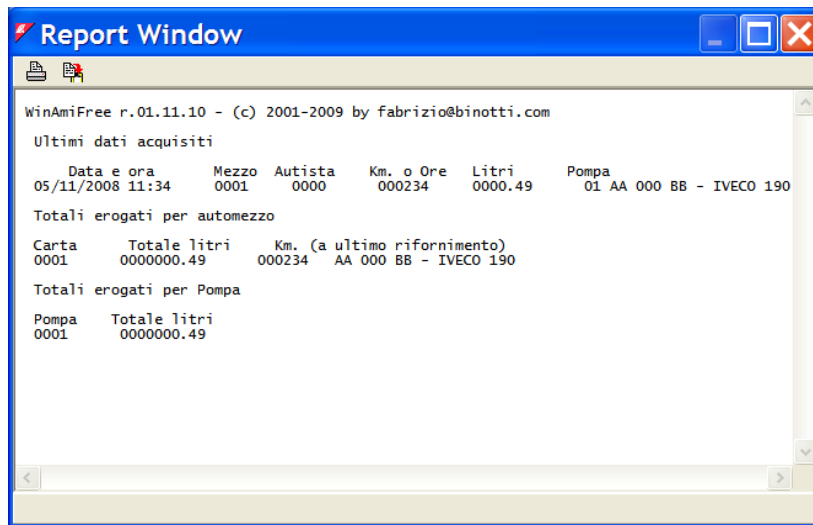 Report Window
WinAmiFree r.01.11.10 - (c) 2001-2009 by fabrizio@binotti.com
Ultimi dati acquisiti
Data e ora Mezzo Autista Km. o Ore Litri Pompa
05/11/2008 11:34 0001 0000 000234 0000.49 01 AA 000 BB - IVECO 190
Totali erogati per automezzo
Carta Totale litri Km. (a ultimo rifornimento)
0001 0000000.49 000234 AA 000 BB - IVECO 190
Totali erogati per Pompa
Pompa Totale litri
0001 0000000.49